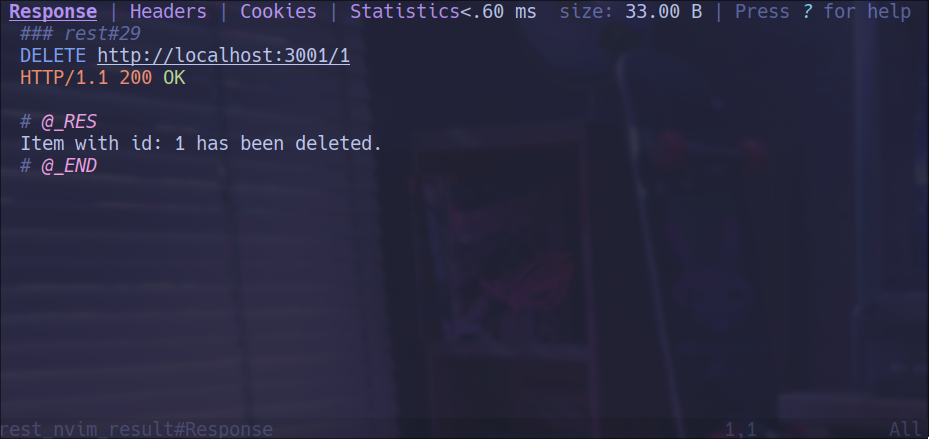 Response | Headers | Cookies | Statistics<.60 ms  size: 33.00 B | Press ? for help
### rest#29
DELETE http://localhost:3001/1
HTTP/1.1 200 OK
# @_RES
Item with id: 1 has been deleted.
# @_END
rest_nvim_result#Response 1,1 All